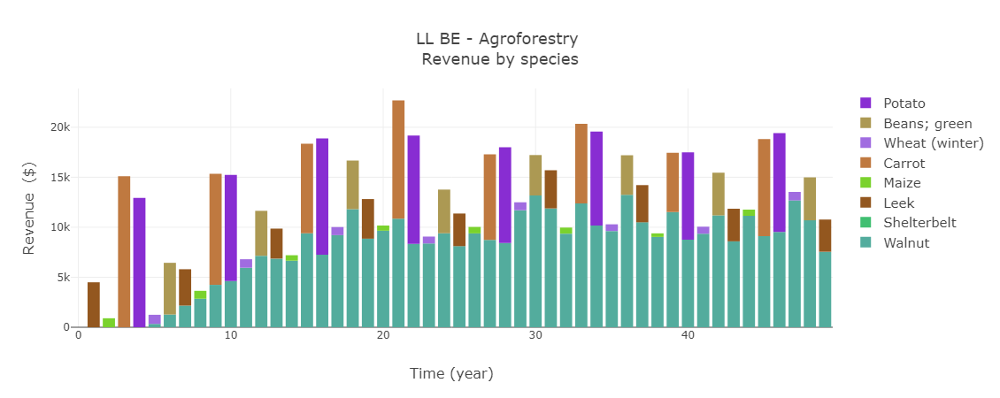 LL BE - Agroforestry
Revenue by species
Revenue ($)
20k
15k
10k
5k
0
0
10
20
30
40
Time (year)
Potato
Beans; green
Wheat (winter)
Carrot
Maize
Leek
Shelterbelt
Walnut